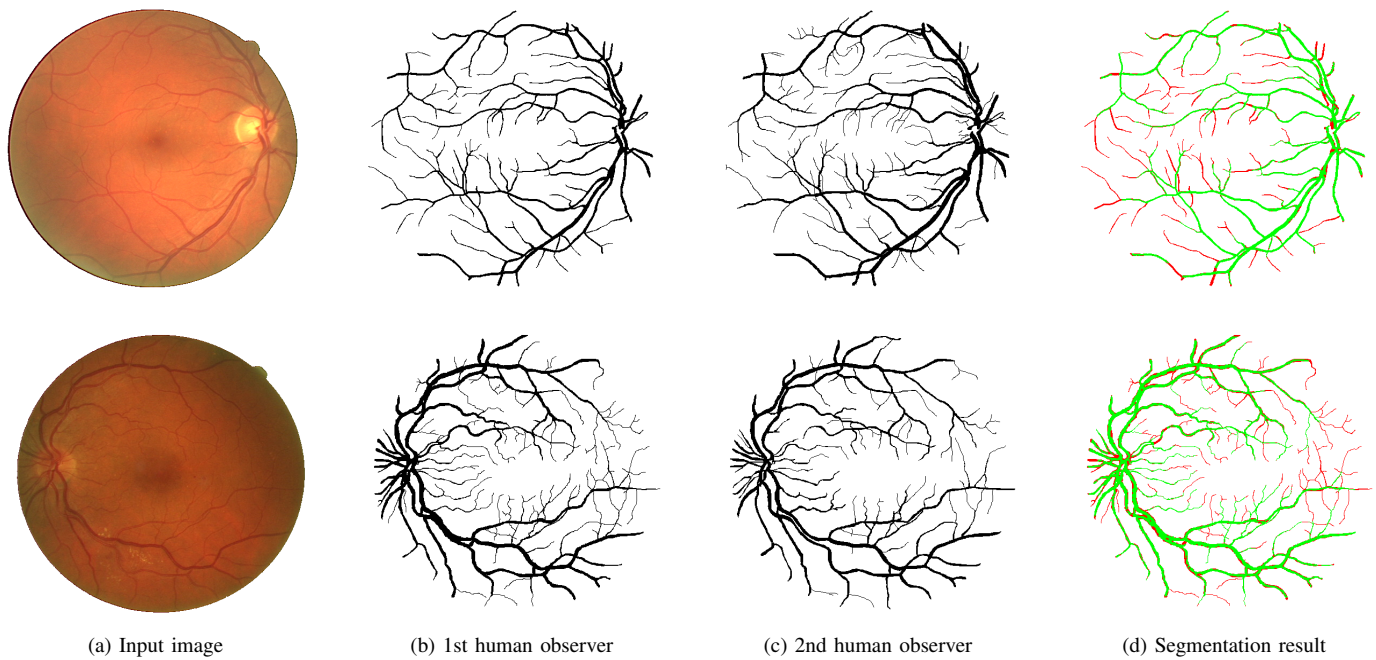 (a) Input image
(b) 1st human observer
(c) 2nd human observer
(d) Segmentation result